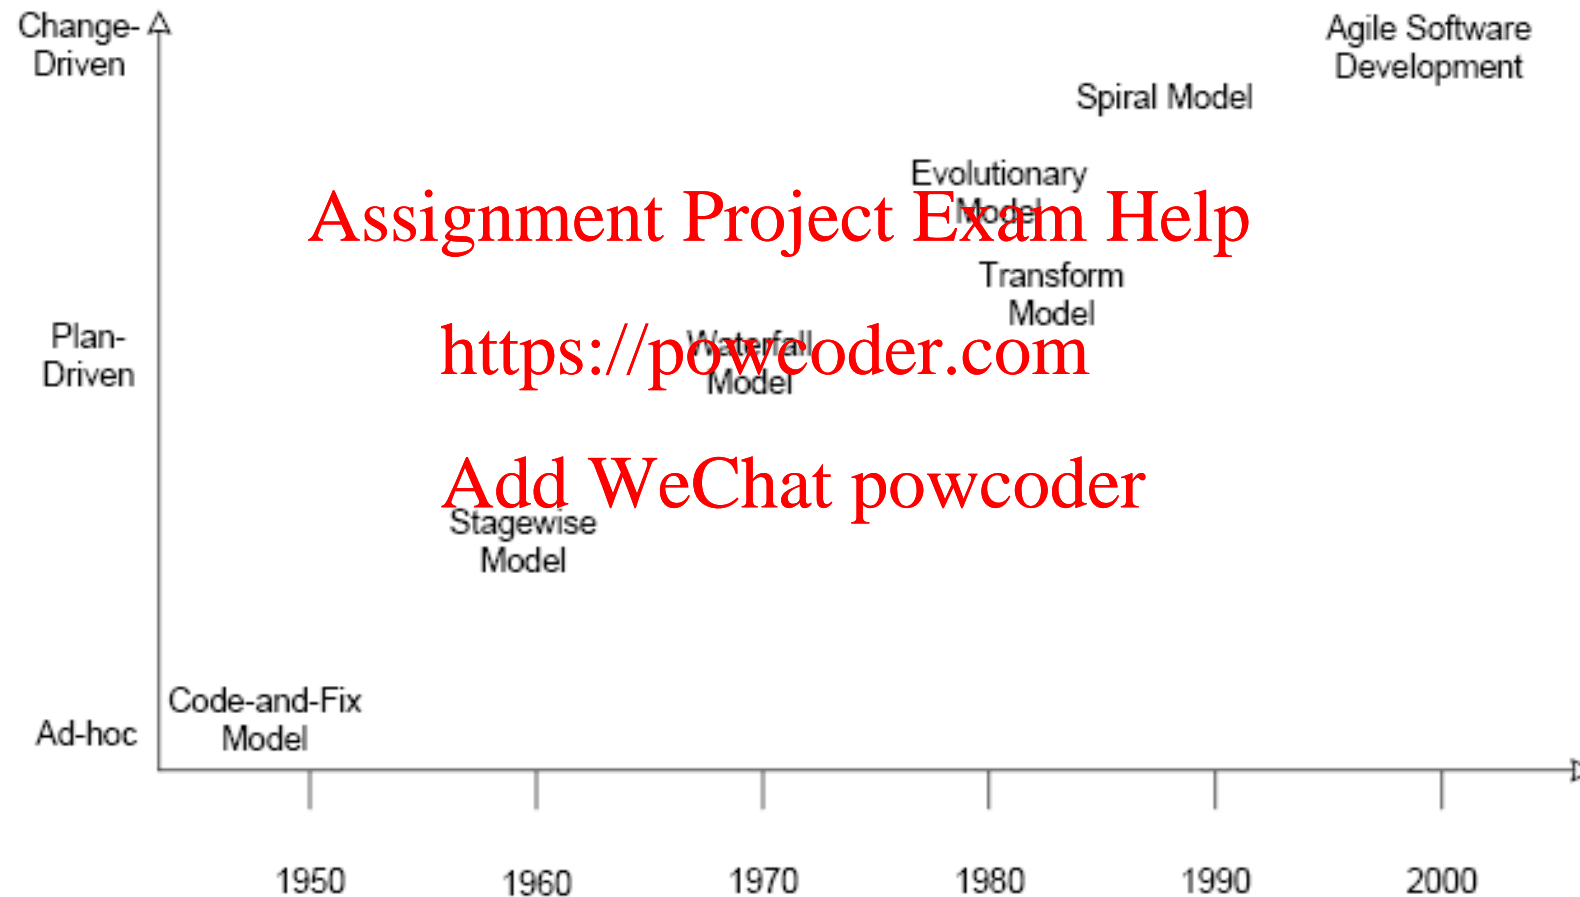 Change-
Driven
Agile Software
Development
Spiral Model
Evolutionary
Model
Assignment Project Exam Help
Transform
Model
Plan-
Driven
Waterfall
Model
https://powcoder.com
Add WeChat powcoder
Stagewise
Model
Code-and-Fix
Model
Ad-hoc
1950
1960
1970
1980
1990
2000